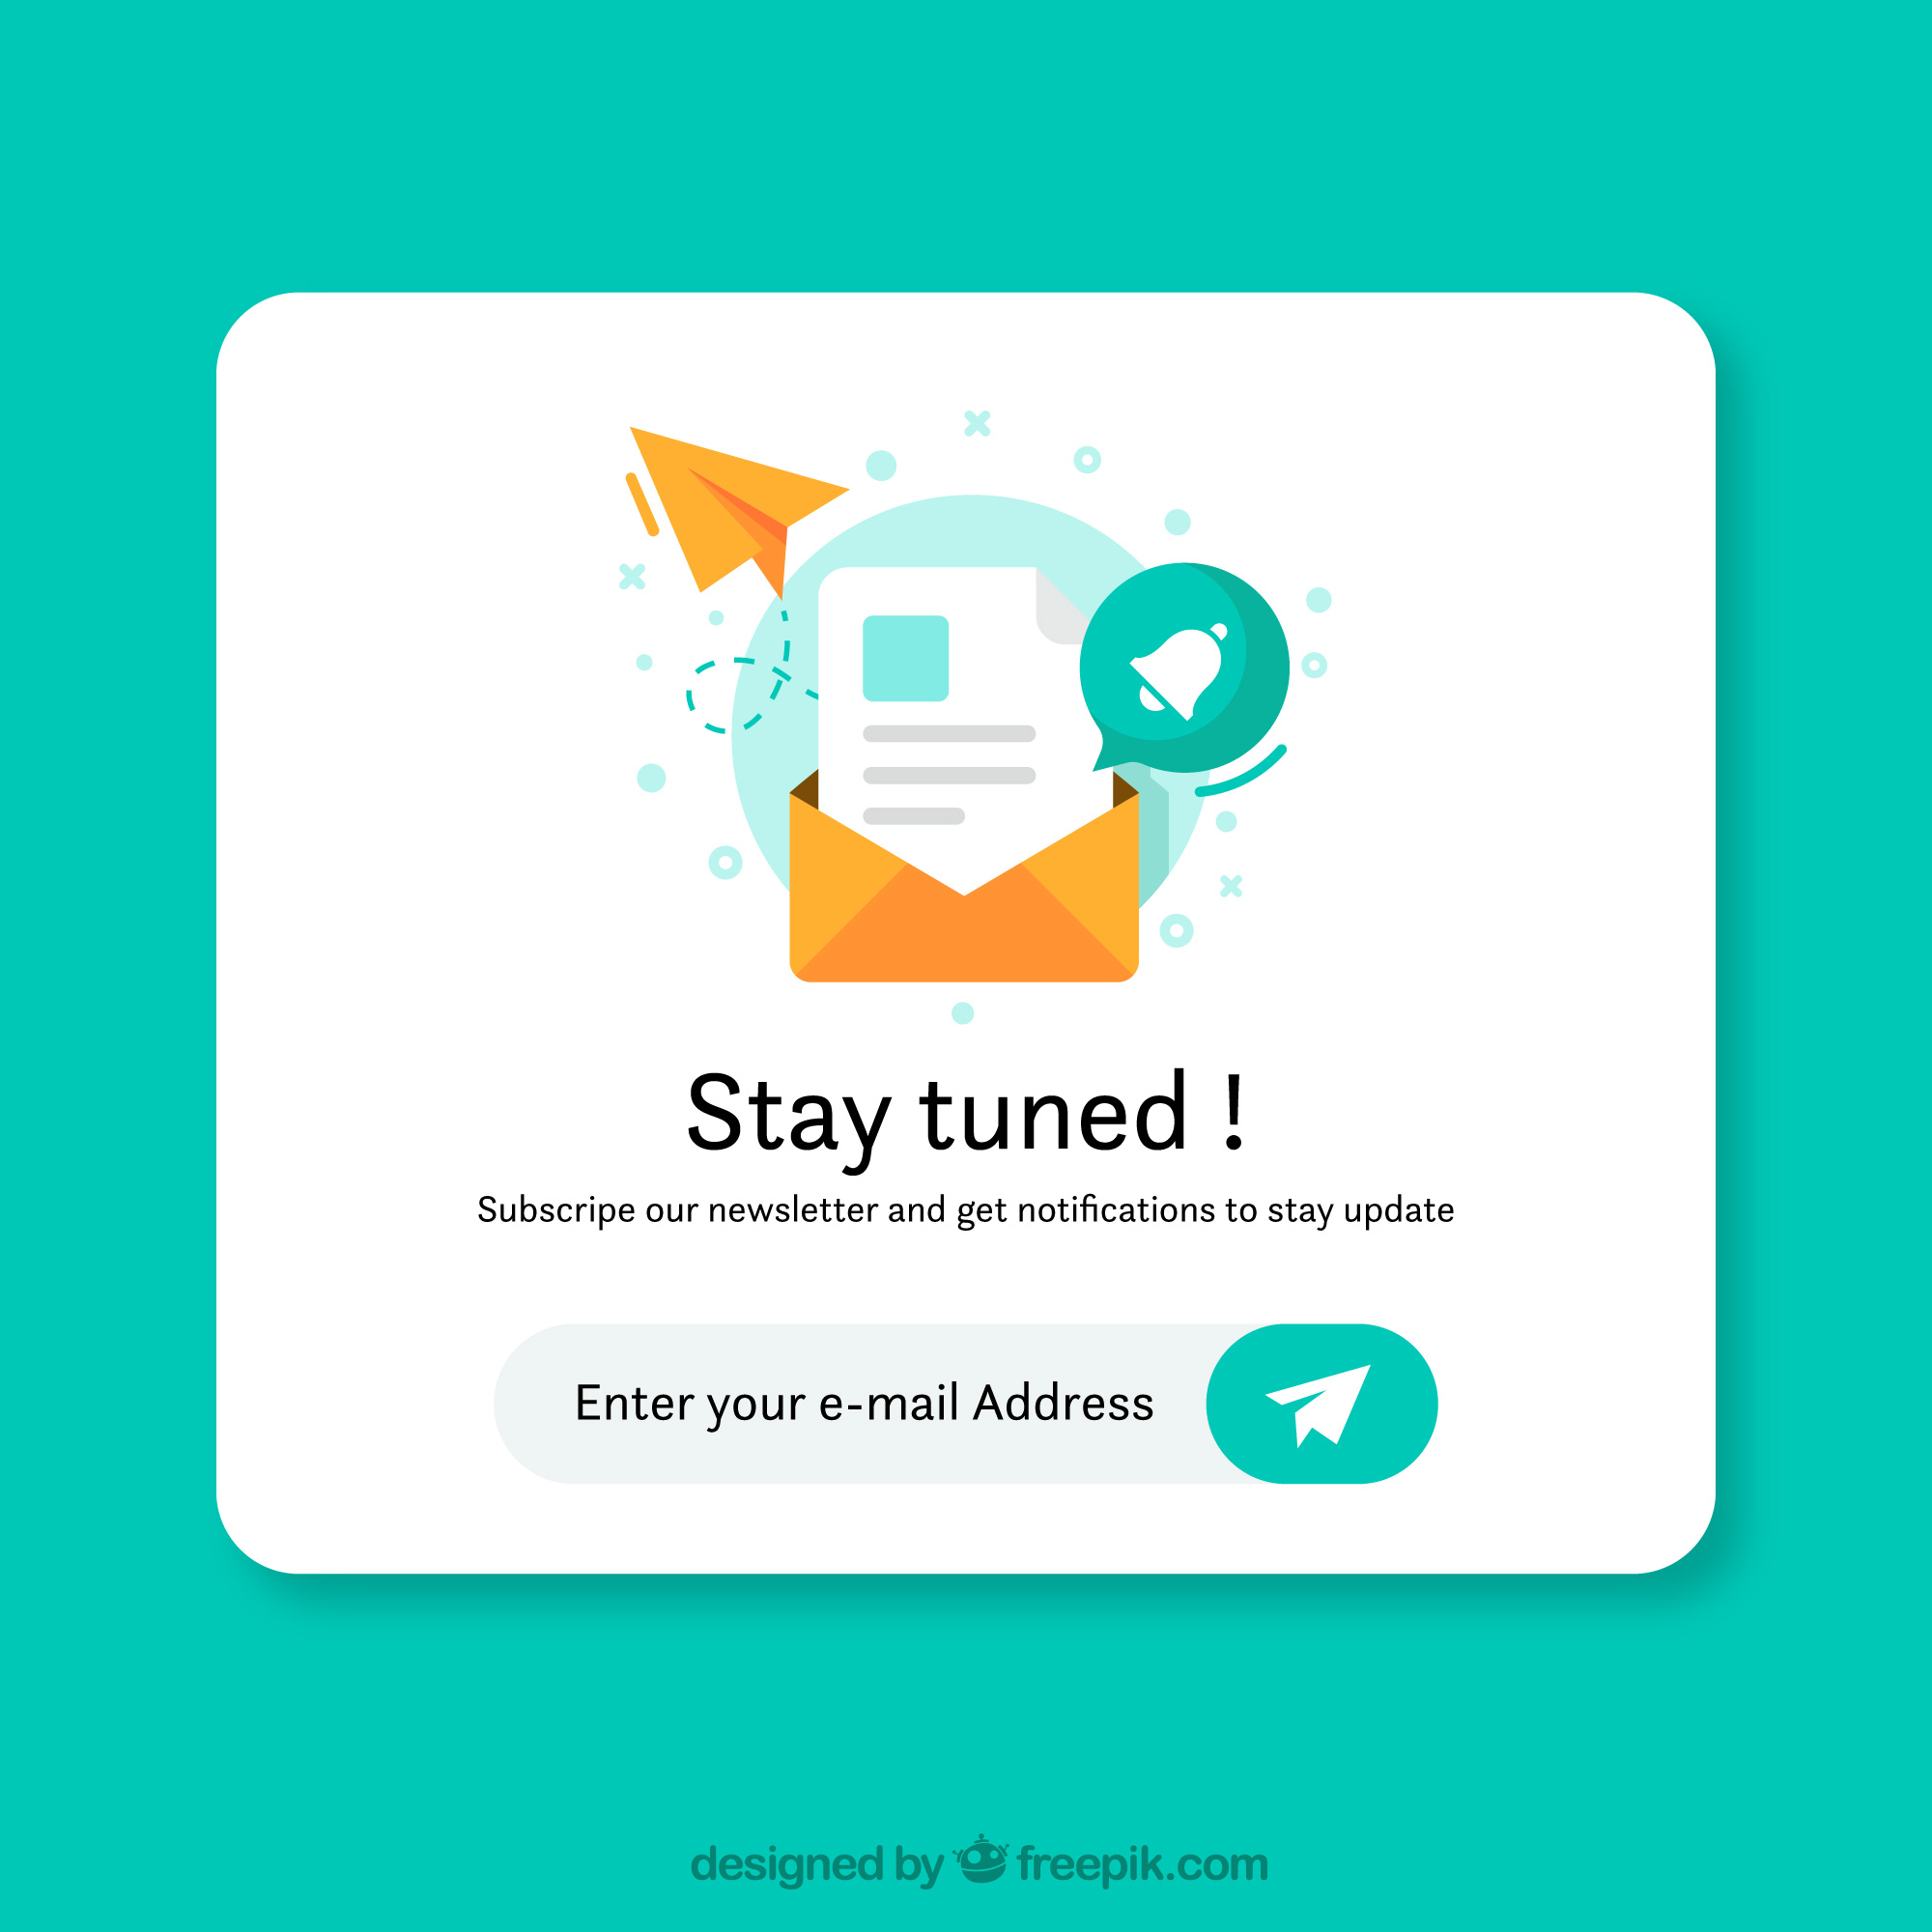 Stay tuned !
Subscripe our newsletter and get notifications to stay update
Enter your e-mail Address
designed by freepik.com